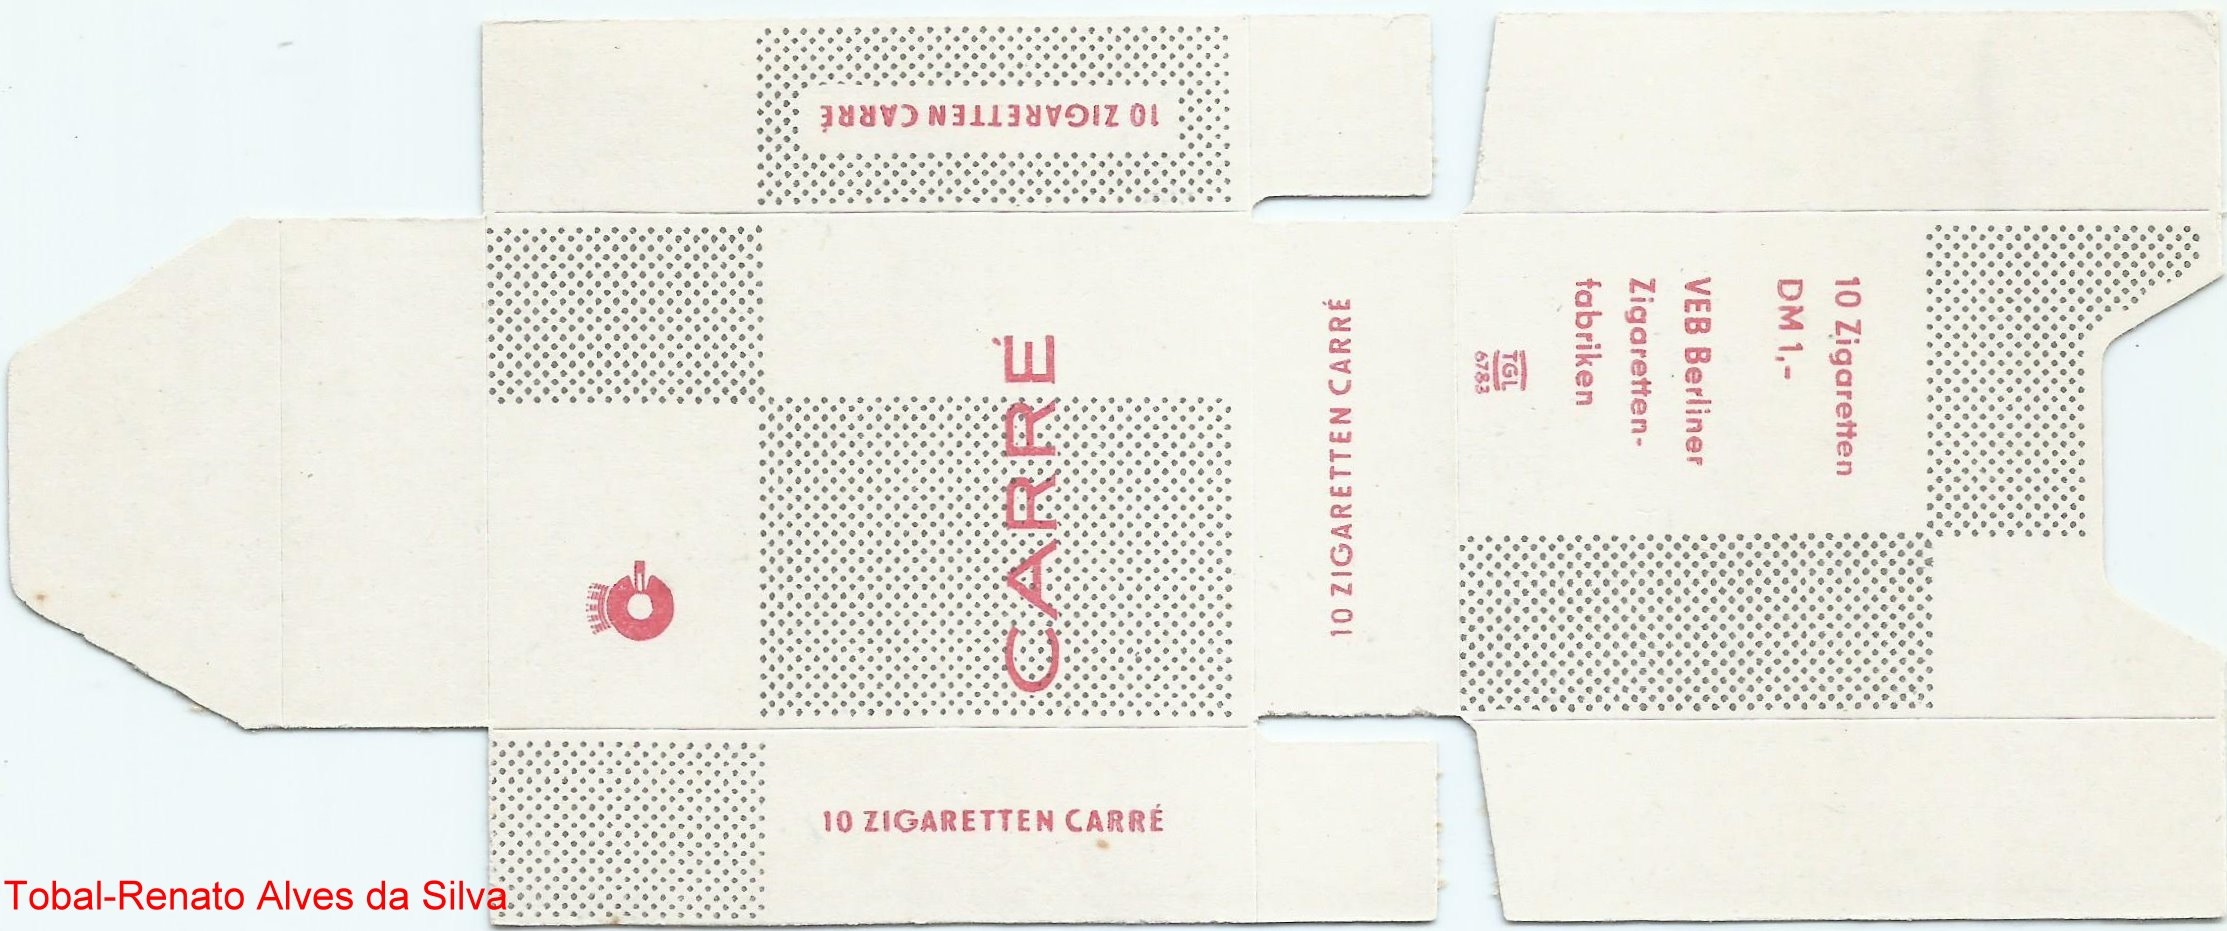 10 ZIGARETTEN CARRÉ
CARRÉ
10 ZIGARETTEN CARRÉ
10 Zigaretten
DM 1,-
VEB Berliner
Zigaretten-
fabriken
TGL
6783
10 ZIGARETTEN CARRÉ
Tobal-Renato Alves da Silva